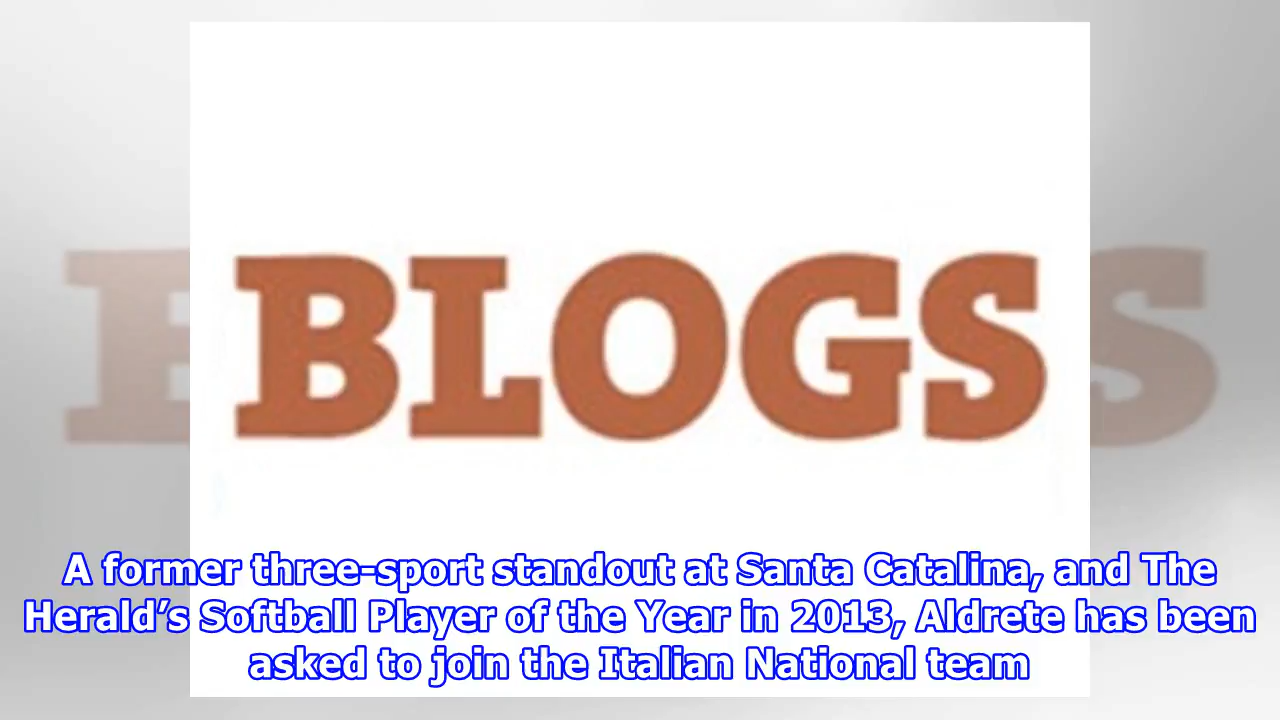 BLOGS
A former three-sport standout at Santa Catalina, and The
Herald’s Softball Player of the Year in 2013, Aldrete has been
asked to join the Italian National team